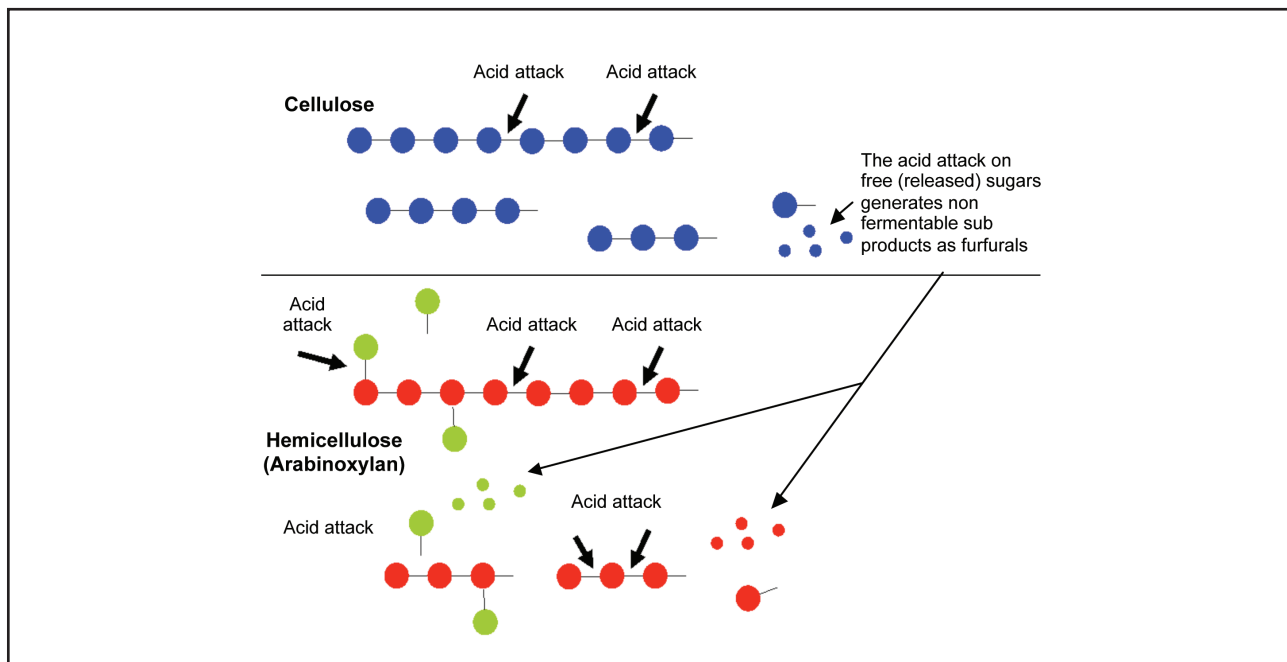 Acid attack
Acid attack
Cellulose
The acid attack on
free (released) sugars
generates non
fermentable sub
products as furfurals
Acid
attack
Acid attack
Acid attack
Hemicellulose
(Arabinoxylan)
Acid attack
Acid attack